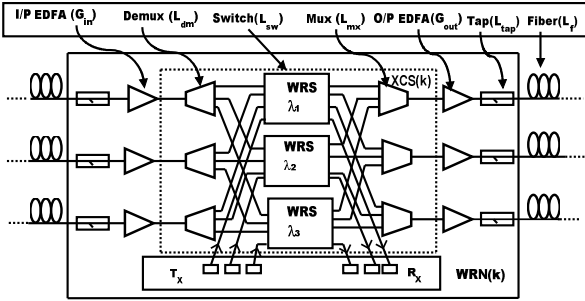 I/P EDFA (G_in) Demux (L_dm) Switch(L_sw) Mux (L_mx) O/P EDFA(G_out) Tap(L_tap) Fiber(L_f)
XCS(k)
WRS
λ1
WRS
λ2
WRS
λ3
T_X R_X WRN(k)